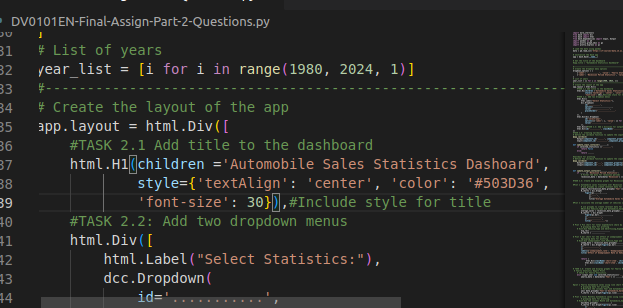 DV0101EN-Final-Assign-Part-2-Questions.py
30 ]
31 # List of years
32 year_list = [i for i in range(1980, 2024, 1)]
33 #---------------------------------------------------------
34 # Create the layout of the app
35 app.layout = html.Div([
36     #TASK 2.1 Add title to the dashboard
37     html.H1(children ='Automobile Sales Statistics Dashoard',
38             style={'textAlign': 'center', 'color': '#503D36',
39             'font-size': 30}),#Include style for title
40     #TASK 2.2: Add two dropdown menus
41     html.Div([
42         html.Label("Select Statistics:"),
43         dcc.Dropdown(
44             id='...........',